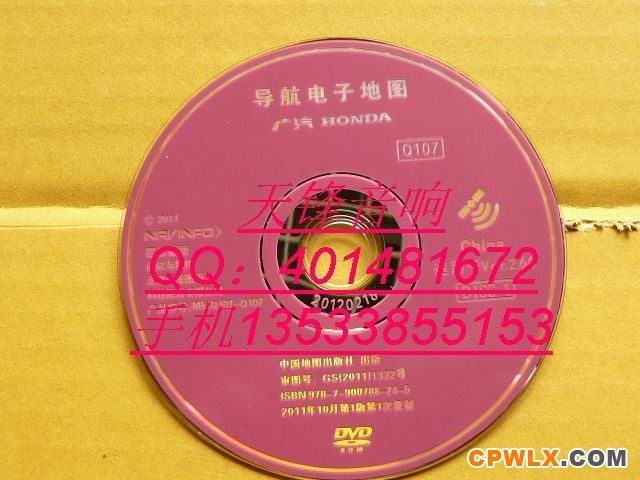 导航电子地图
广汽 HONDA
Q107
© 2011
NAVINFO
China
天锋音响
QQ：401481672
手机13533855153
20120218
中国地图出版社 出版
审图号：GS(2011)1332号
ISBN 978-7-900788-24-5
2011年10月第1版第1次复制
DVD
ROM
CPWLX.COM